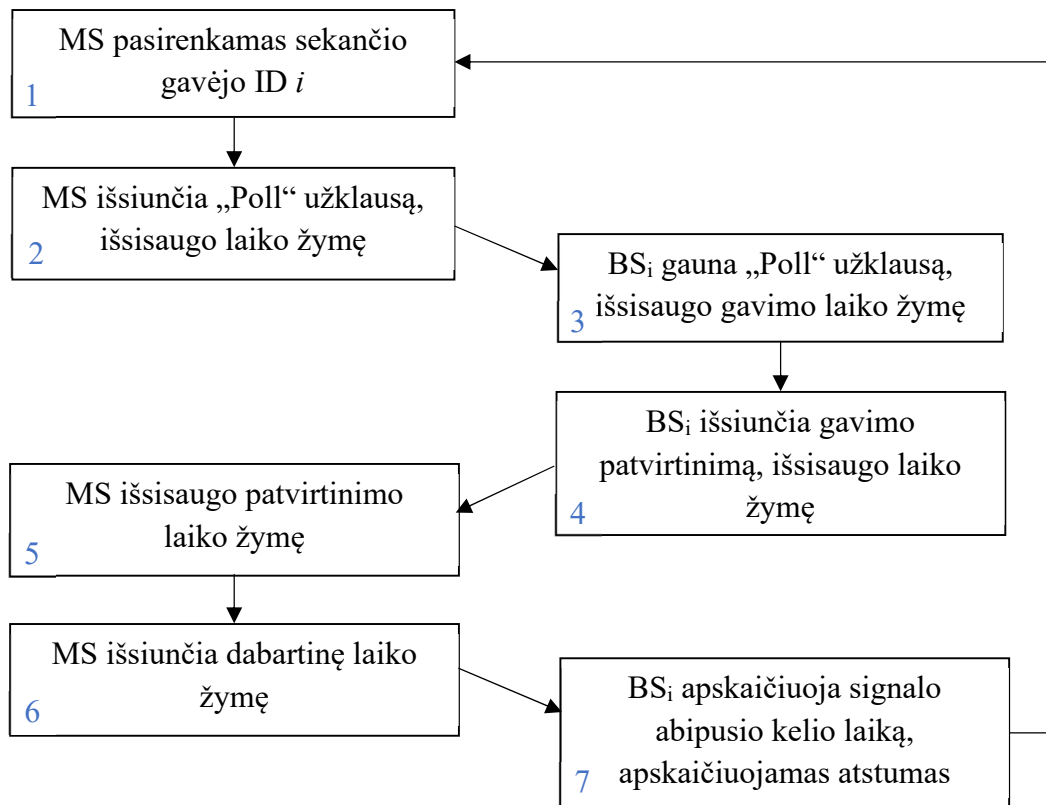 MS pasirenkamas sekančio
gavėjo ID i
1
MS išsiunčia „Poll“ užklausą,
išsisaugo laiko žymę
2
BSi gauna „Poll“ užklausą,
išsisaugo gavimo laiko žymę
3
BSi išsiunčia gavimo
patvirtinimą, išsisaugo laiko
žymę
4
MS išsisaugo patvirtinimo
laiko žymę
5
MS išsiunčia dabartinę laiko
žymę
6
BSi apskaičiuoja signalo
abipusio kelio laiką,
apskaičiuojamas atstumas
7